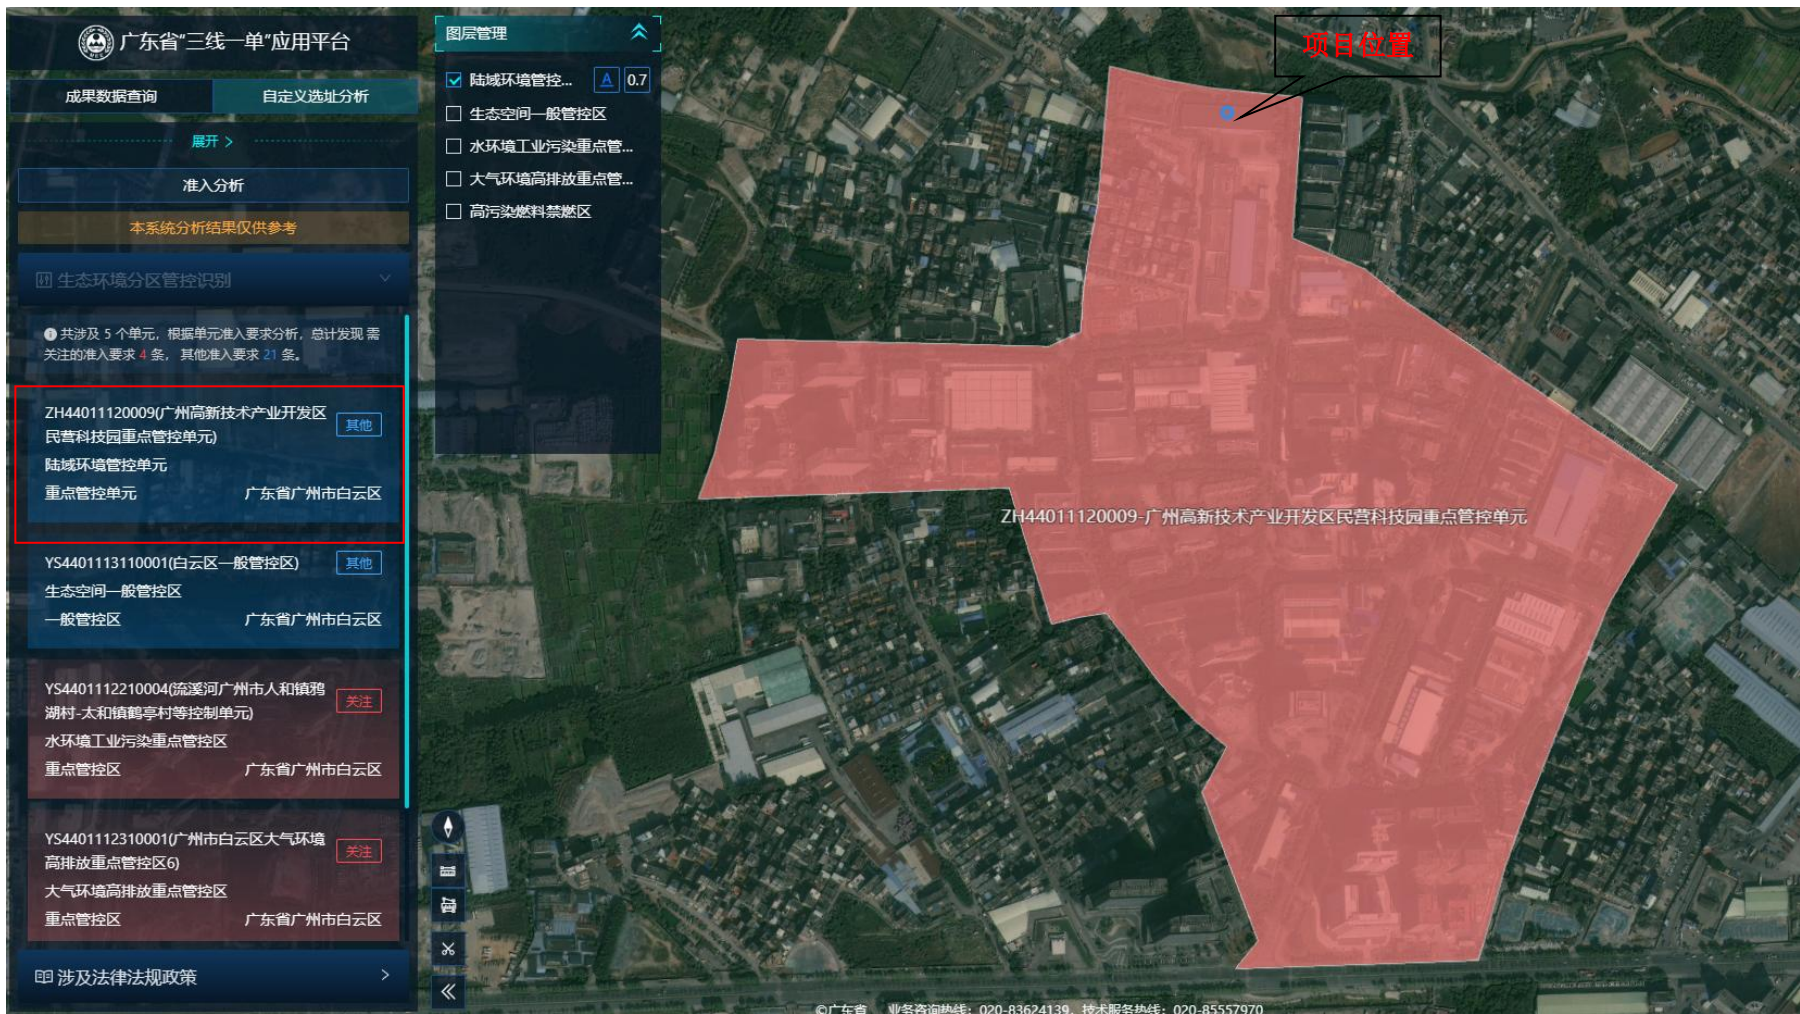 广东省“三线一单”应用平台
成果数据查询
自定义选址分析
展开 >
准入分析
本系统分析结果仅供参考
生态环境分区管控识别
共涉及 5 个单元，根据单元准入要求分析，总计发现 需
关注的准入要求 4 条， 其他准入要求 21 条。
ZH44011120009(广州高新技术产业开发区
民营科技园重点管控单元)
其他
陆域环境管控单元
重点管控单元
广东省广州市白云区
YS4401113110001(白云区一般管控区)
其他
生态空间一般管控区
一般管控区
广东省广州市白云区
YS4401112210004(流溪河广州市人和镇鸦
湖村-太和镇鹤亭村等控制单元)
关注
水环境工业污染重点管控区
重点管控区
广东省广州市白云区
YS4401112310001(广州市白云区大气环境
高排放重点管控区6)
关注
大气环境高排放重点管控区
重点管控区
广东省广州市白云区
涉及法律法规政策
图层管理
陆域环境管控...
A
0.7
生态空间一般管控区
水环境工业污染重点管...
大气环境高排放重点管...
高污染燃料禁燃区
项目位置
ZH44011120009-广州高新技术产业开发区民营科技园重点管控单元
©广东省 业务咨询热线：020-83624139，技术服务热线：020-85557970